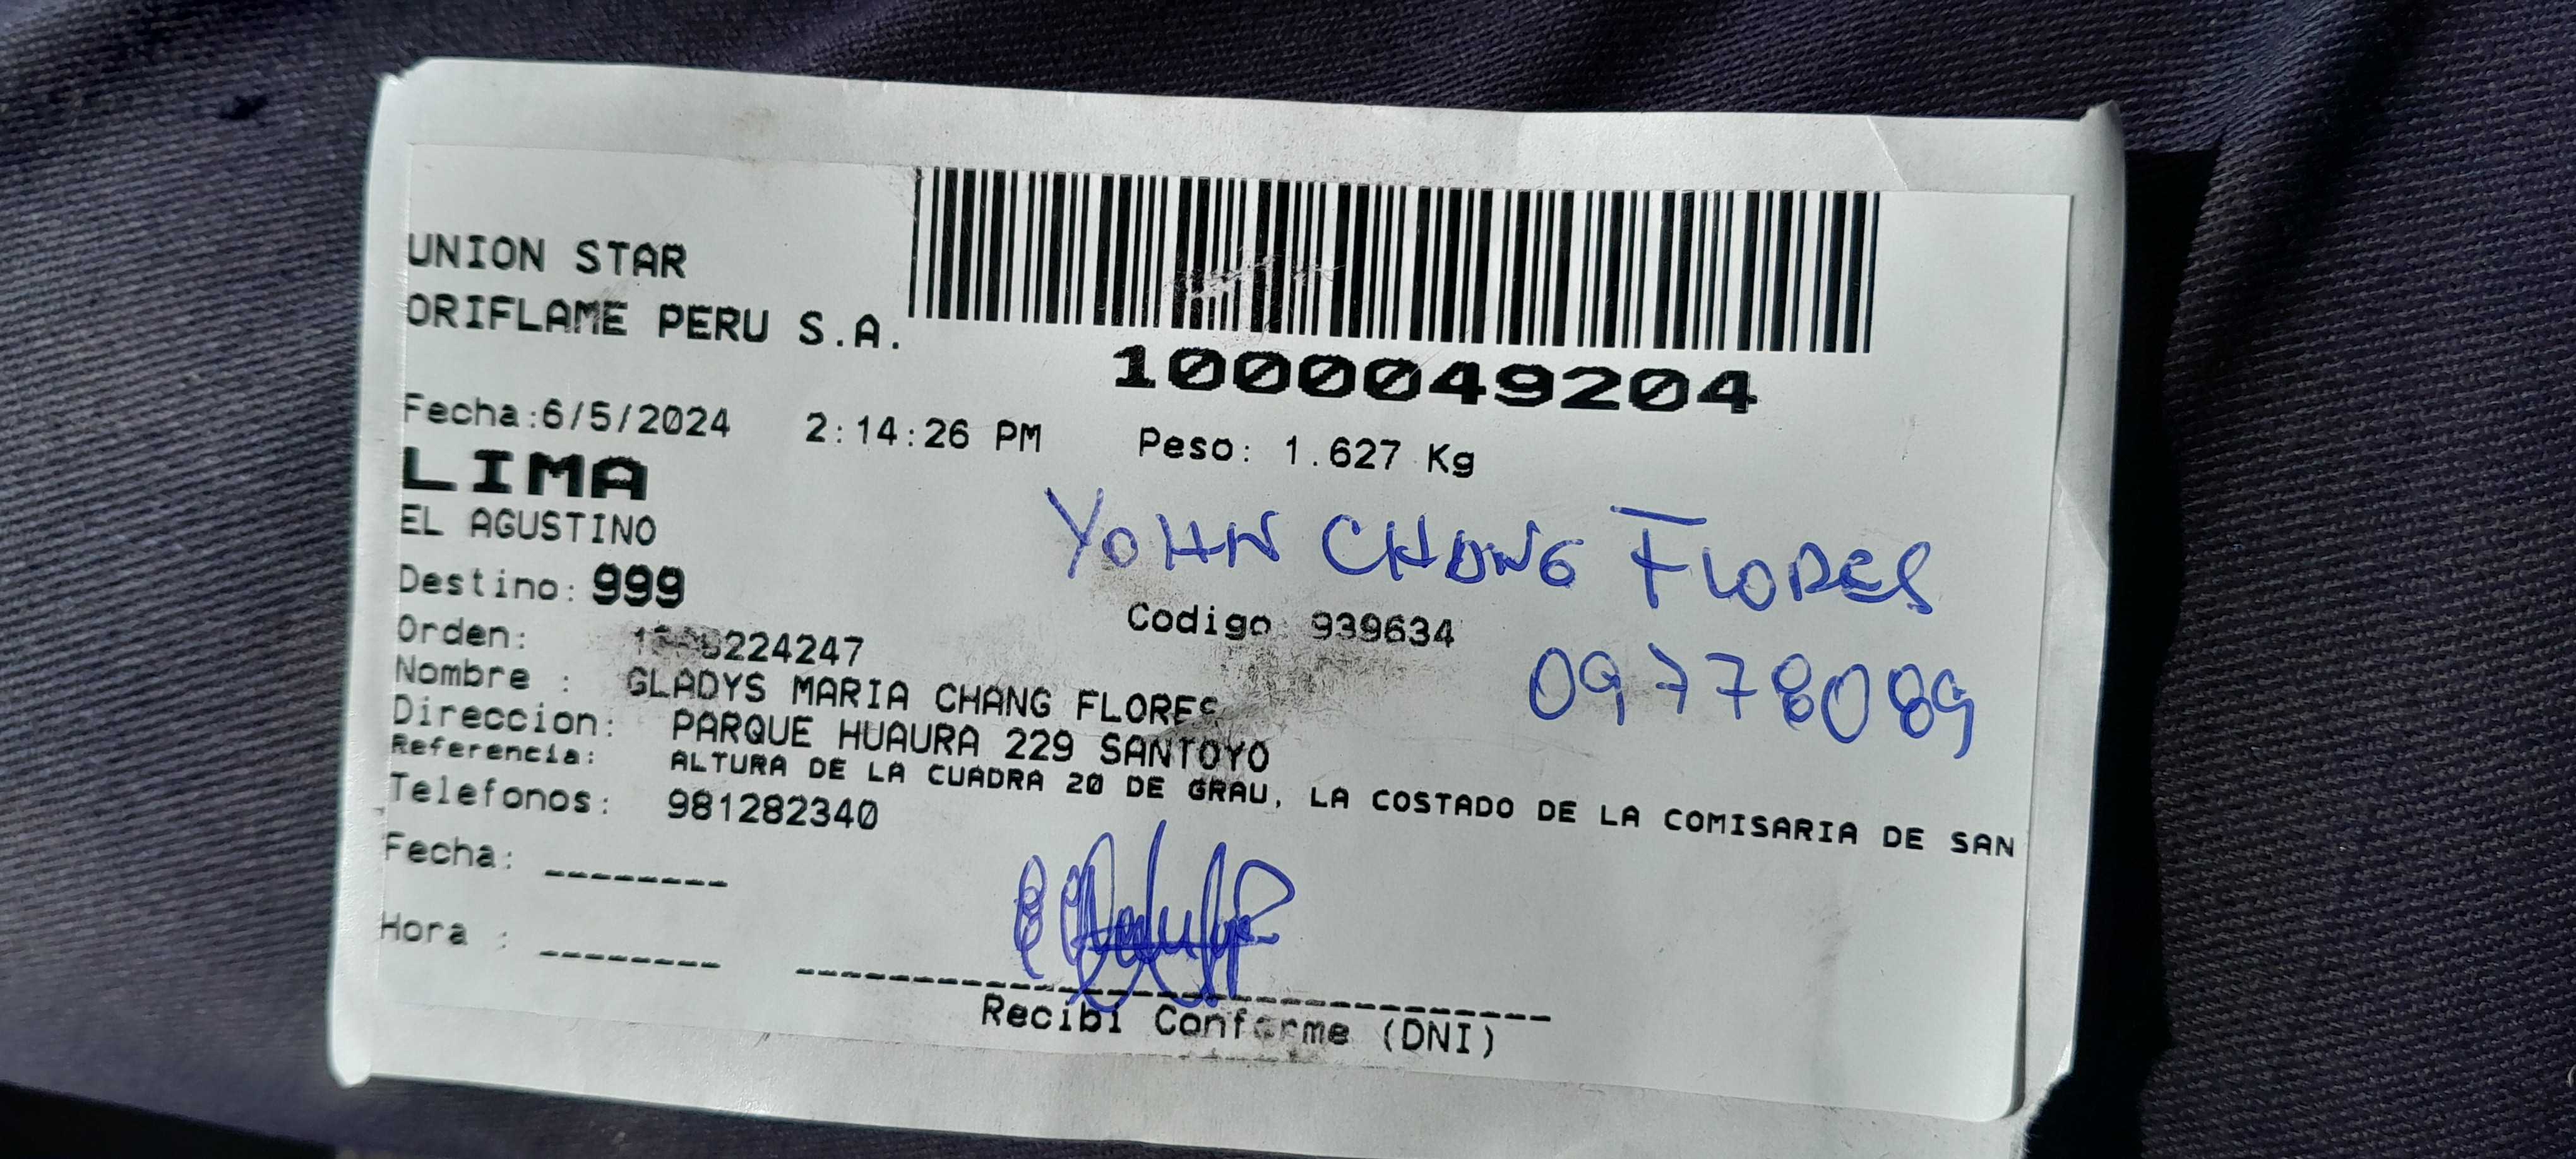 UNION STAR
ORIFLAME PERU S.A.
1000049204
Fecha:6/5/2024 2:14:26 PM Peso: 1.627 Kg
LIMA
EL AGUSTINO
YOHN CHANG FLORES
Destino: 999
Codigo: 939634
Orden:
09778089
Nombre : GLADYS MARIA CHANG FLORES
Direccion: PARQUE HUAURA 229 SANTOYO
Referencia: ALTURA DE LA CUADRA 20 DE GRAU, LA COSTADO DE LA COMISARIA DE SAN
Telefonos: 981282340
Fecha:
Hora :
Recibi Conforme (DNI)